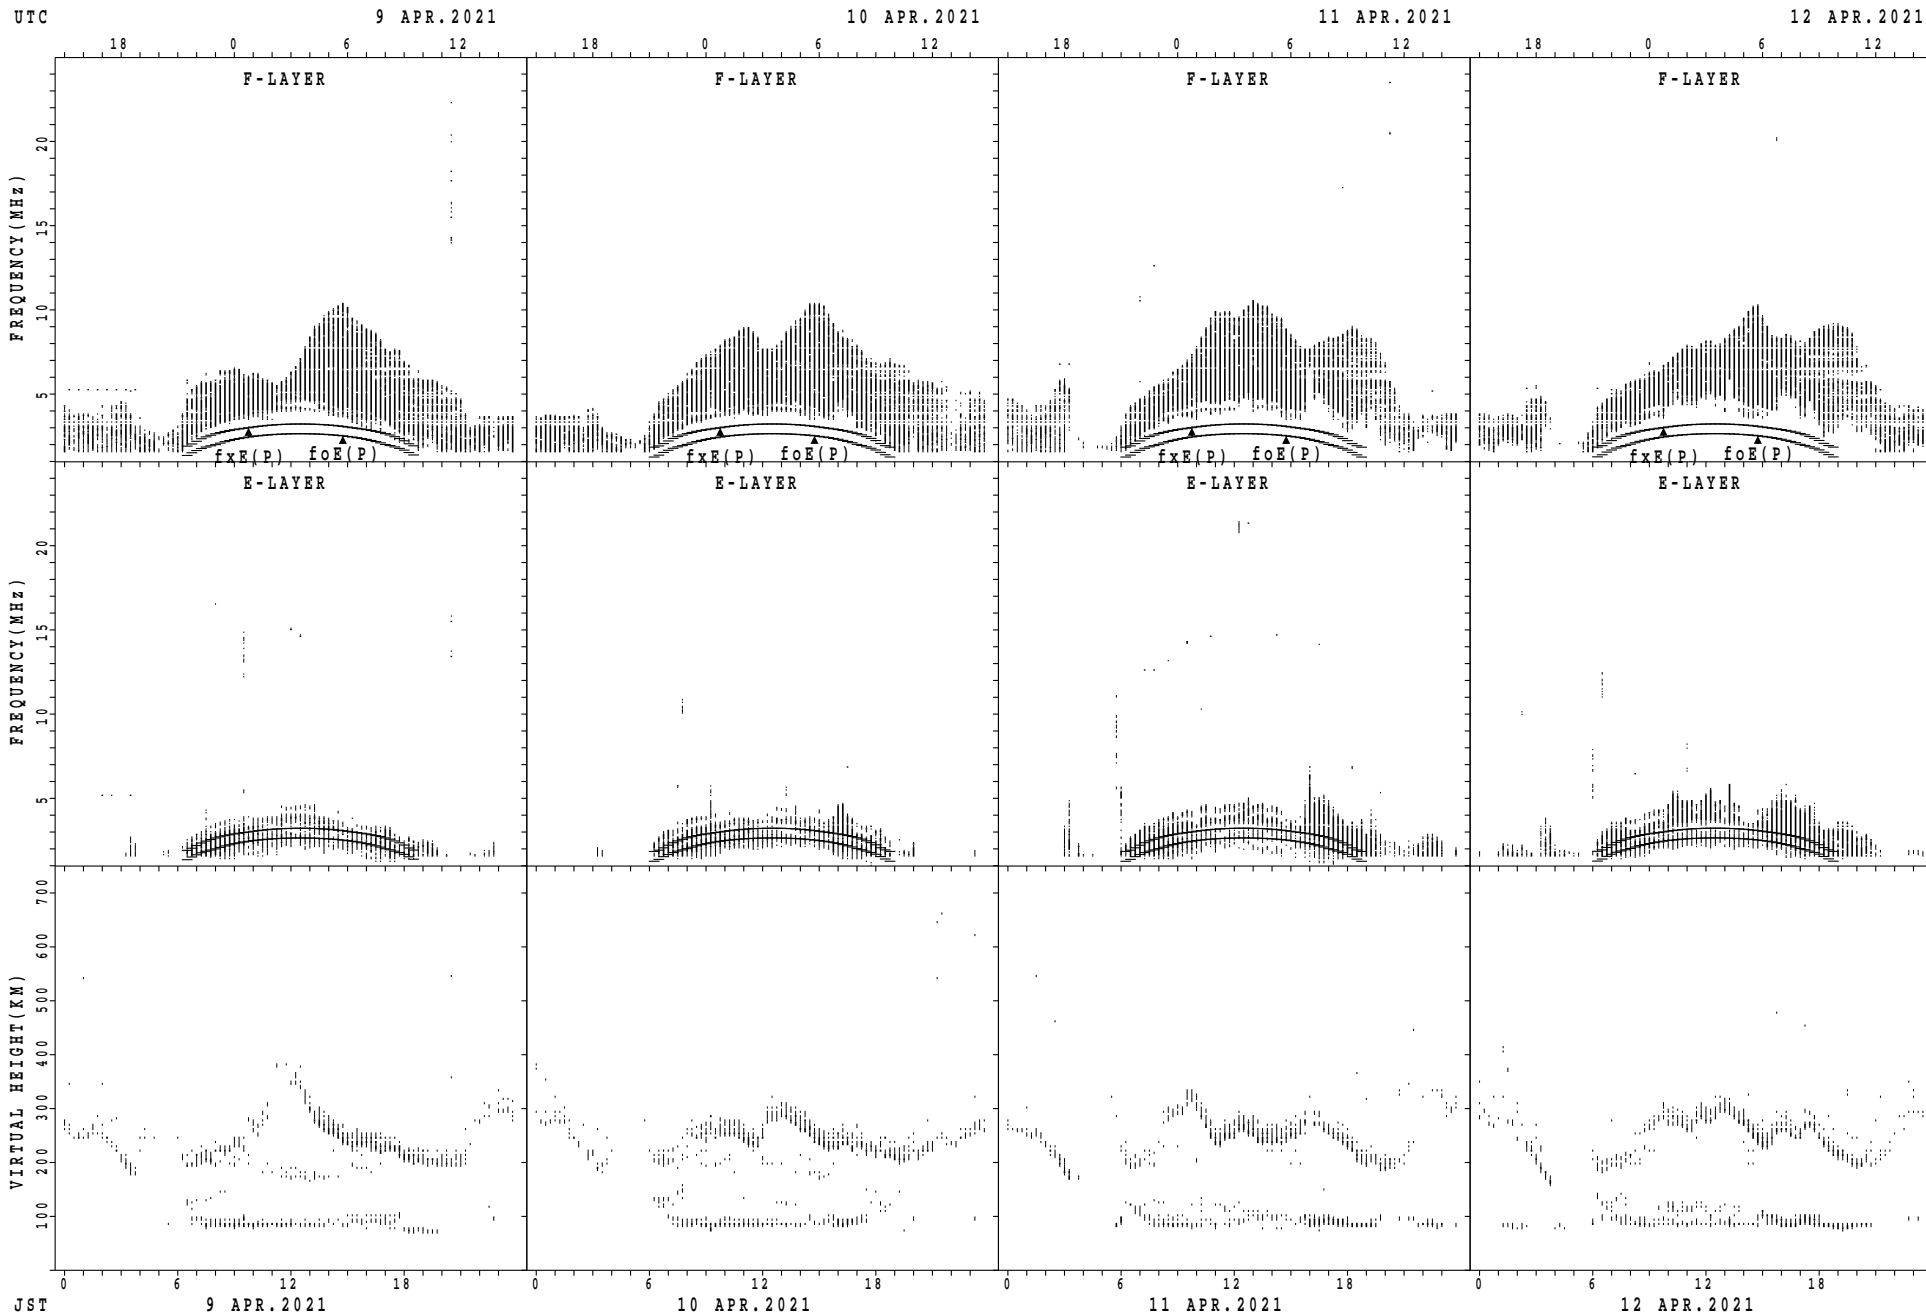 UTC 9 APR.2021 10 APR.2021 11 APR.2021 12 APR.2021
18 0 6 12 18 0 6 12 18 0 6 12 18 0 6 12
F-LAYER F-LAYER F-LAYER F-LAYER
FREQUENCY(MHz)
20
15
10
5
fxE(P) foE(P) fxE(P) foE(P) fxE(P) foE(P) fxE(P) foE(P)
E-LAYER E-LAYER E-LAYER E-LAYER
FREQUENCY(MHz)
20
15
10
5
VIRTUAL HEIGHT(KM)
700
600
500
400
300
200
100
0 6 12 18 0 6 12 18 0 6 12 18 0 6 12 18
JST 9 APR.2021 10 APR.2021 11 APR.2021 12 APR.2021